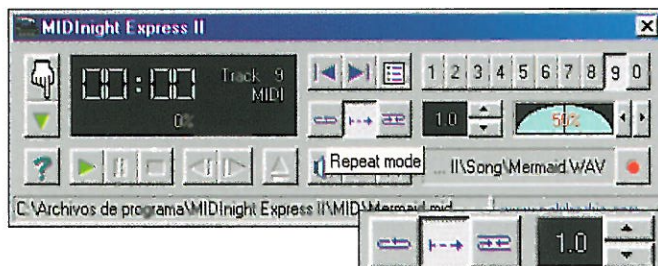 MIDInight Express II
00:00
Track 9
MIDI
0%
1 2 3 4 5 6 7 8 9 0
1.0
50%
Repeat mode
... II\Song\Mermaid.WAV
C:\Archivos de programa\MIDInight Express II\MID\Mermaid.mid
1.0